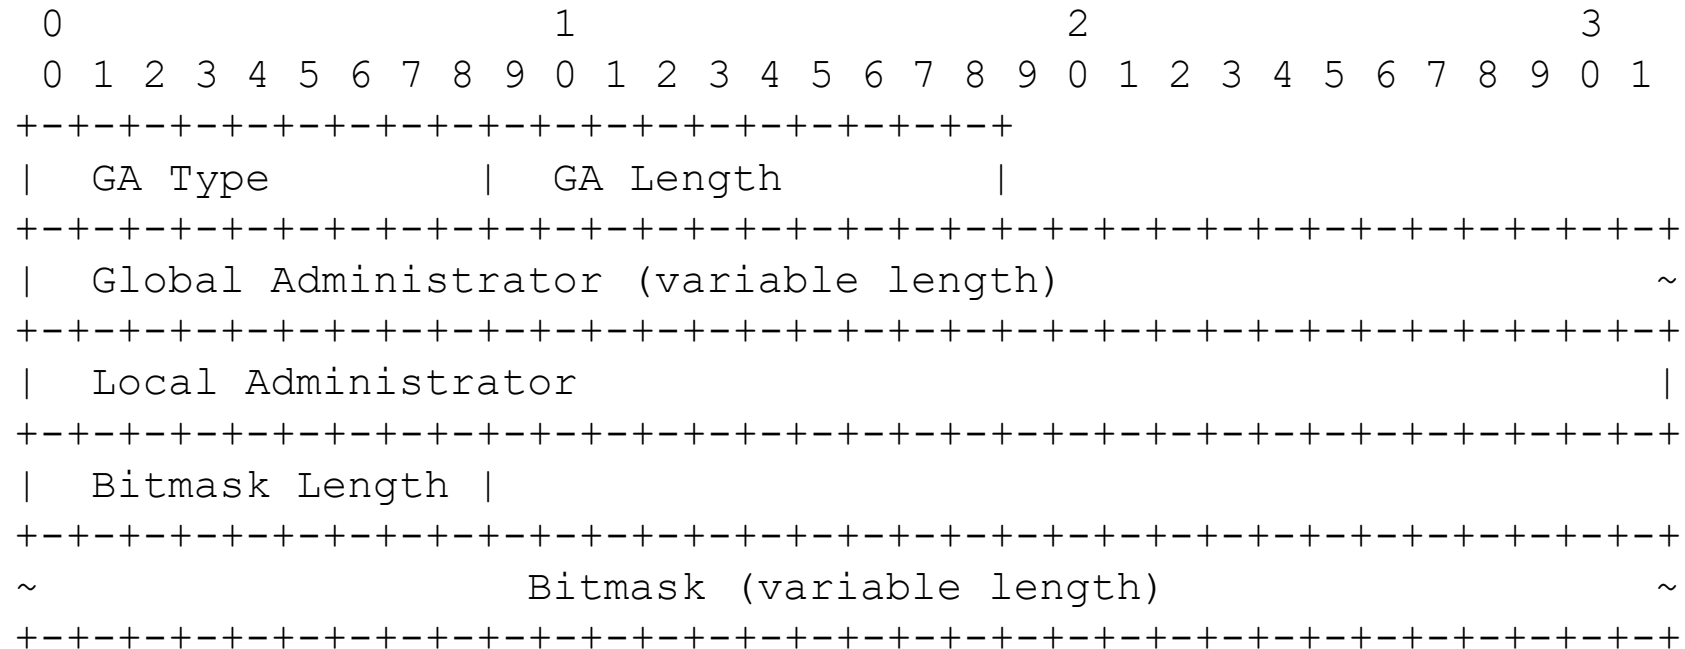 0                   1                   2                   3
 0 1 2 3 4 5 6 7 8 9 0 1 2 3 4 5 6 7 8 9 0 1 2 3 4 5 6 7 8 9 0 1
+-+-+-+-+-+-+-+-+-+-+-+-+-+-+-+-+-+-+-+
|  GA Type        |  GA Length        |
+-+-+-+-+-+-+-+-+-+-+-+-+-+-+-+-+-+-+-+-+-+-+-+-+-+-+-+-+-+-+-+-+
|  Global Administrator (variable length)                       ~
+-+-+-+-+-+-+-+-+-+-+-+-+-+-+-+-+-+-+-+-+-+-+-+-+-+-+-+-+-+-+-+-+
|  Local Administrator                                          |
+-+-+-+-+-+-+-+-+-+-+-+-+-+-+-+-+-+-+-+-+-+-+-+-+-+-+-+-+-+-+-+-+
|  Bitmask Length |
+-+-+-+-+-+-+-+-+-+-+-+-+-+-+-+-+-+-+-+-+-+-+-+-+-+-+-+-+-+-+-+-+
~                   Bitmask (variable length)                   ~
+-+-+-+-+-+-+-+-+-+-+-+-+-+-+-+-+-+-+-+-+-+-+-+-+-+-+-+-+-+-+-+-+